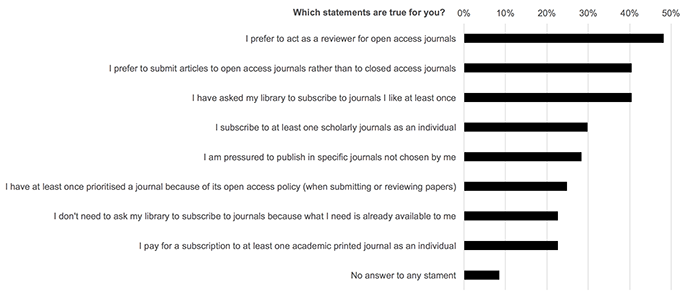 Which statements are true for you? 0% 10% 20% 30% 40% 50%
I prefer to act as a reviewer for open access journals
I prefer to submit articles to open access journals rather than to closed access journals
I have asked my library to subscribe to journals I like at least once
I subscribe to at least one scholarly journals as an individual
I am pressured to publish in specific journals not chosen by me
I have at least once prioritised a journal because of its open access policy (when submitting or reviewing papers)
I don't need to ask my library to subscribe to journals because what I need is already available to me
I pay for a subscription to at least one academic printed journal as an individual
No answer to any stament